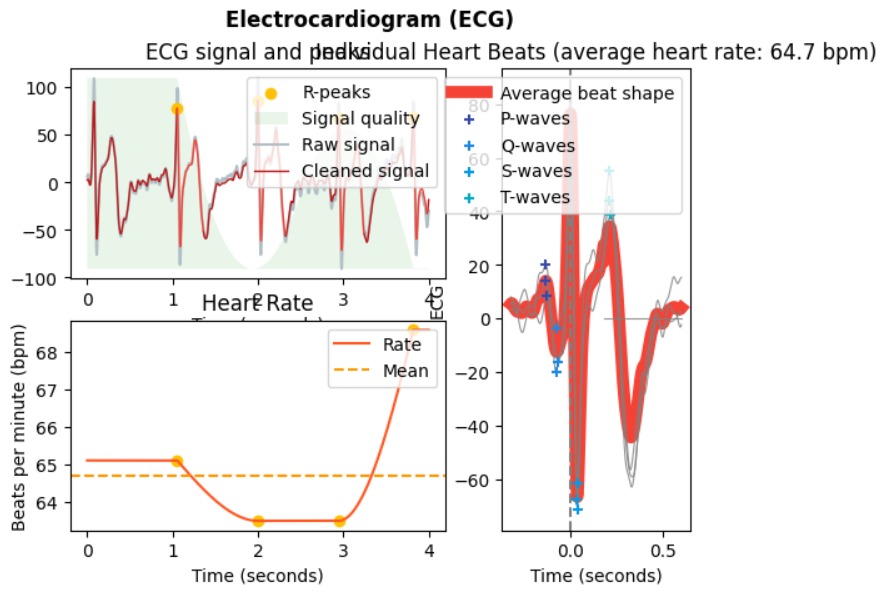 Electrocardiogram (ECG)
ECG signal and peaks
Individual Heart Beats (average heart rate: 64.7 bpm)
100
50
0
−50
−100
R-peaks
Signal quality
Raw signal
Cleaned signal
0 1 2 3 4
Time (seconds)
Heart Rate
Beats per minute (bpm)
68
67
66
65
64
Rate
Mean
0 1 2 3 4
Time (seconds)
ECG
80
60
40
20
0
−20
−40
−60
Average beat shape
P-waves
Q-waves
S-waves
T-waves
0.0 0.5
Time (seconds)